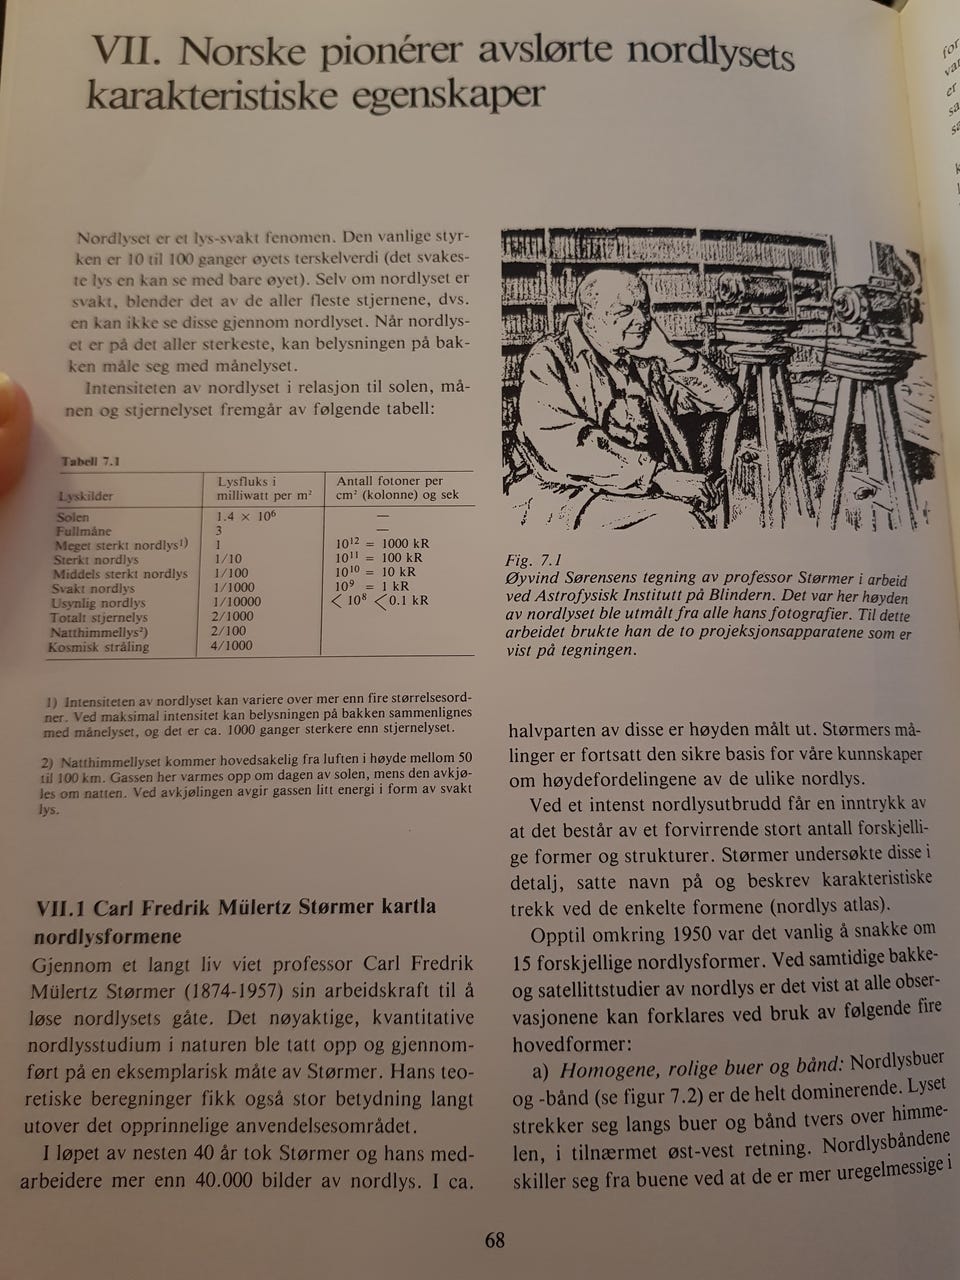 VII. Norske pionérer avslørte nordlysets
karakteristiske egenskaper
Nordlyset er et lys-svakt fenomen. Den vanlige styr-
ken er 10 til 100 ganger øyets terskelverdi (det svakes-
te lys en kan se med bare øyet). Selv om nordlyset er
svakt, blender det av de aller fleste stjernene, dvs.
en kan ikke se disse gjennom nordlyset. Når nordlys-
et er på det aller sterkeste, kan belysningen på bak-
ken måle seg med månelyset.
Intensiteten av nordlyset i relasjon til solen, må-
nen og stjernelyset fremgår av følgende tabell:
Tabell 7.1
Lyskilder Lysfluks i milliwatt per m² Antall fotoner per cm² (kolonne) og sek
Solen 1.4 × 10⁶ —
Fullmåne 3 —
Meget sterkt nordlys¹⁾ 1 10¹² = 1000 kR
Sterkt nordlys 1/10 10¹¹ = 100 kR
Middels sterkt nordlys 1/100 10¹⁰ = 10 kR
Svakt nordlys 1/1000 10⁹ = 1 kR
Usynlig nordlys 1/10000 < 10⁸ <0.1 kR
Totalt stjernelys 2/1000
Natthimmellys²⁾ 2/100
Kosmisk stråling 4/1000
1) Intensiteten av nordlyset kan variere over mer enn fire størrelsesord-
ner. Ved maksimal intensitet kan belysningen på bakken sammenlignes
med månelyset, og det er ca. 1000 ganger sterkere enn stjernelyset.
2) Natthimmellyset kommer hovedsakelig fra luften i høyde mellom 50
til 100 km. Gassen her varmes opp om dagen av solen, mens den avkjø-
les om natten. Ved avkjølingen avgir gassen litt energi i form av svakt
lys.
VII.1 Carl Fredrik Mülertz Størmer kartla
nordlysformene
Gjennom et langt liv viet professor Carl Fredrik
Mülertz Størmer (1874-1957) sin arbeidskraft til å
løse nordlysets gåte. Det nøyaktige, kvantitative
nordlysstudium i naturen ble tatt opp og gjennom-
ført på en eksemplarisk måte av Størmer. Hans teo-
retiske beregninger fikk også stor betydning langt
utover det opprinnelige anvendelsesområdet.
I løpet av nesten 40 år tok Størmer og hans med-
arbeidere mer enn 40.000 bilder av nordlys. I ca.
Fig. 7.1
Øyvind Sørensens tegning av professor Størmer i arbeid
ved Astrofysisk Institutt på Blindern. Det var her høyden
av nordlyset ble utmålt fra alle hans fotografier. Til dette
arbeidet brukte han de to projeksjonsapparatene som er
vist på tegningen.
halvparten av disse er høyden målt ut. Størmers må-
linger er fortsatt den sikre basis for våre kunnskaper
om høydefordelingene av de ulike nordlys.
Ved et intenst nordlysutbrudd får en inntrykk av
at det består av et forvirrende stort antall forskjelli-
ge former og strukturer. Størmer undersøkte disse i
detalj, satte navn på og beskrev karakteristiske
trekk ved de enkelte formene (nordlys atlas).
Opptil omkring 1950 var det vanlig å snakke om
15 forskjellige nordlysformer. Ved samtidige bakke-
og satellittstudier av nordlys er det vist at alle obser-
vasjonene kan forklares ved bruk av følgende fire
hovedformer:
a) Homogene, rolige buer og bånd: Nordlysbuer
og -bånd (se figur 7.2) er de helt dominerende. Lyset
strekker seg langs buer og bånd tvers over himme-
len, i tilnærmet øst-vest retning. Nordlysbåndene
skiller seg fra buene ved at de er mer uregelmessige i
68